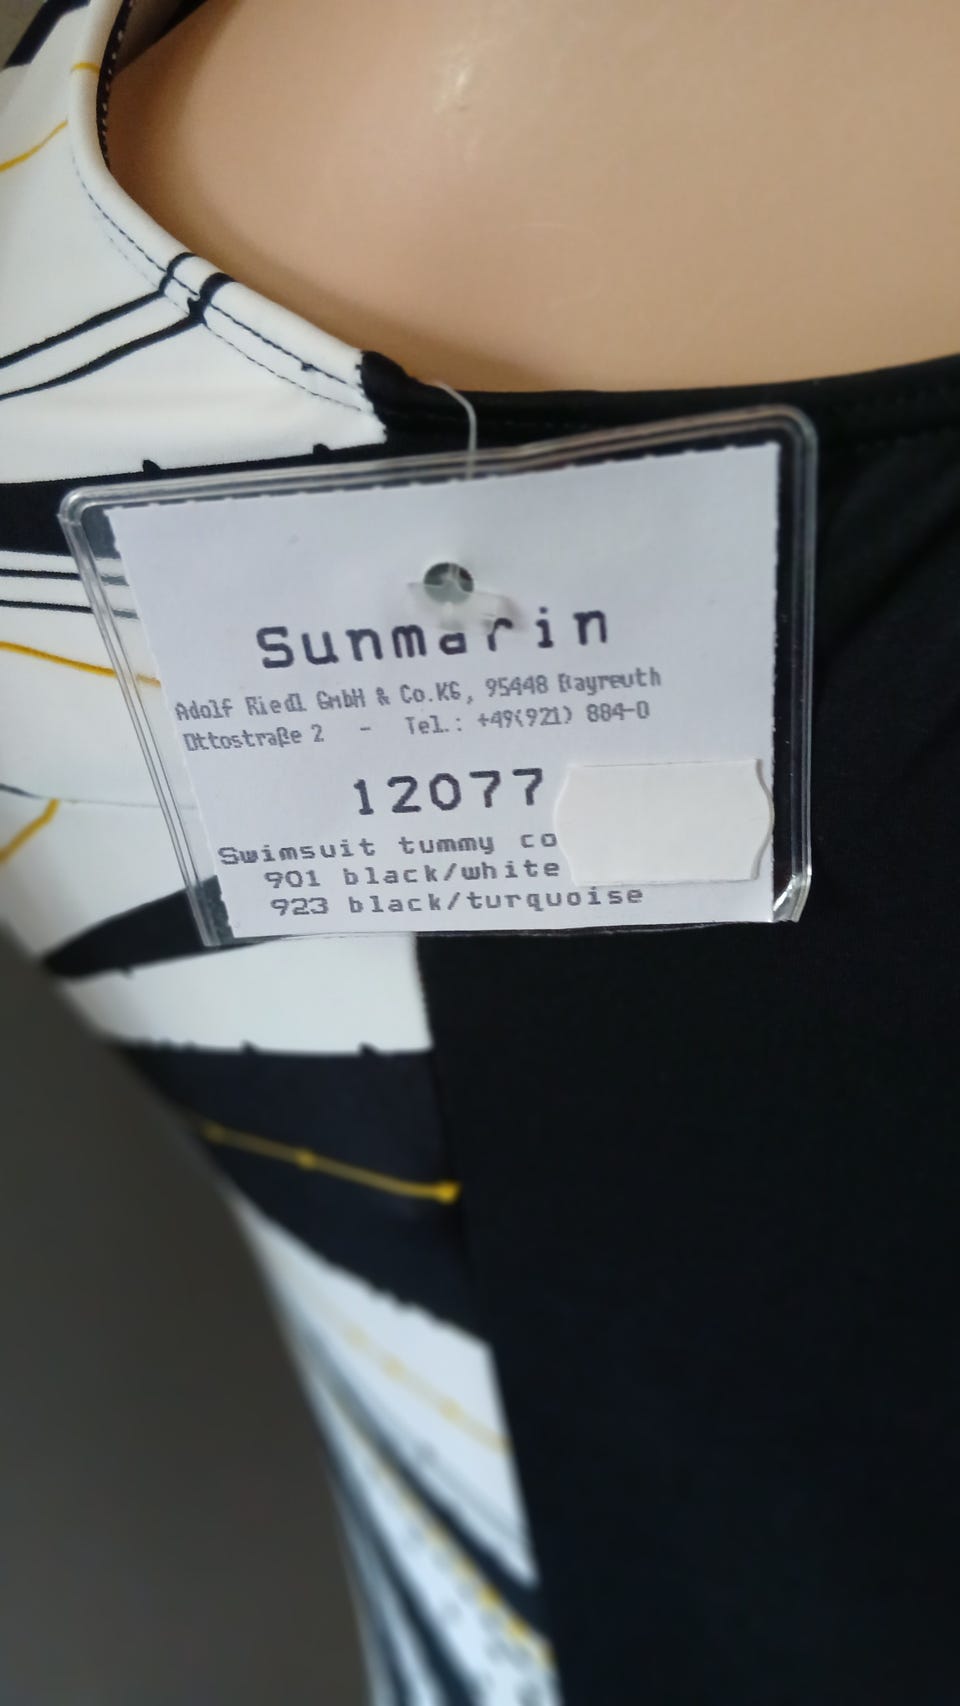 Sunmarin
Adolf Riedl GmbH & Co.KG, 95448 Bayreuth
Ottostraße 2 - Tel.: +49(921) 884-0
12077
Swimsuit tummy co
901 black/white
923 black/turquoise